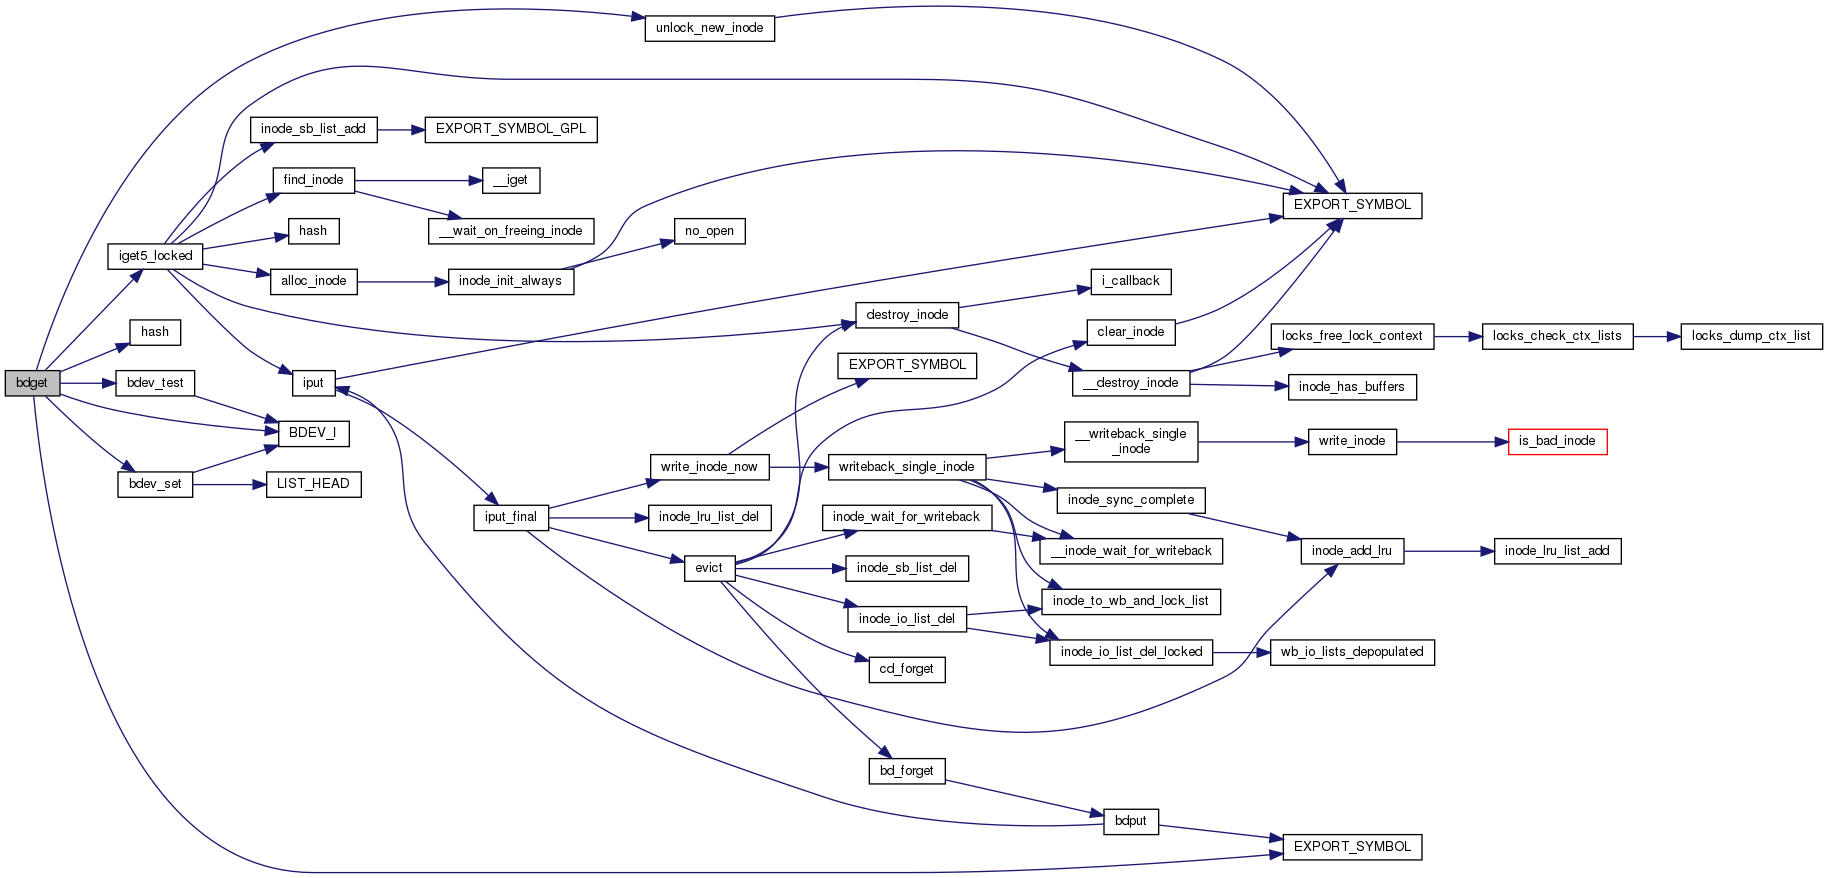 unlock_new_inode
inode_sb_list_add
EXPORT_SYMBOL_GPL
find_inode
__iget
EXPORT_SYMBOL
hash
__wait_on_freeing_inode
no_open
iget5_locked
alloc_inode
inode_init_always
i_callback
destroy_inode
hash
clear_inode
locks_free_lock_context
locks_check_ctx_lists
locks_dump_ctx_list
EXPORT_SYMBOL
bdget
bdev_test
iput
__destroy_inode
inode_has_buffers
BDEV_I
__writeback_single
_inode
write_inode
is_bad_inode
write_inode_now
writeback_single_inode
bdev_set
LIST_HEAD
inode_sync_complete
iput_final
inode_lru_list_del
inode_wait_for_writeback
__inode_wait_for_writeback
inode_add_lru
inode_lru_list_add
evict
inode_sb_list_del
inode_to_wb_and_lock_list
inode_io_list_del
inode_io_list_del_locked
wb_io_lists_depopulated
cd_forget
bd_forget
bdput
EXPORT_SYMBOL